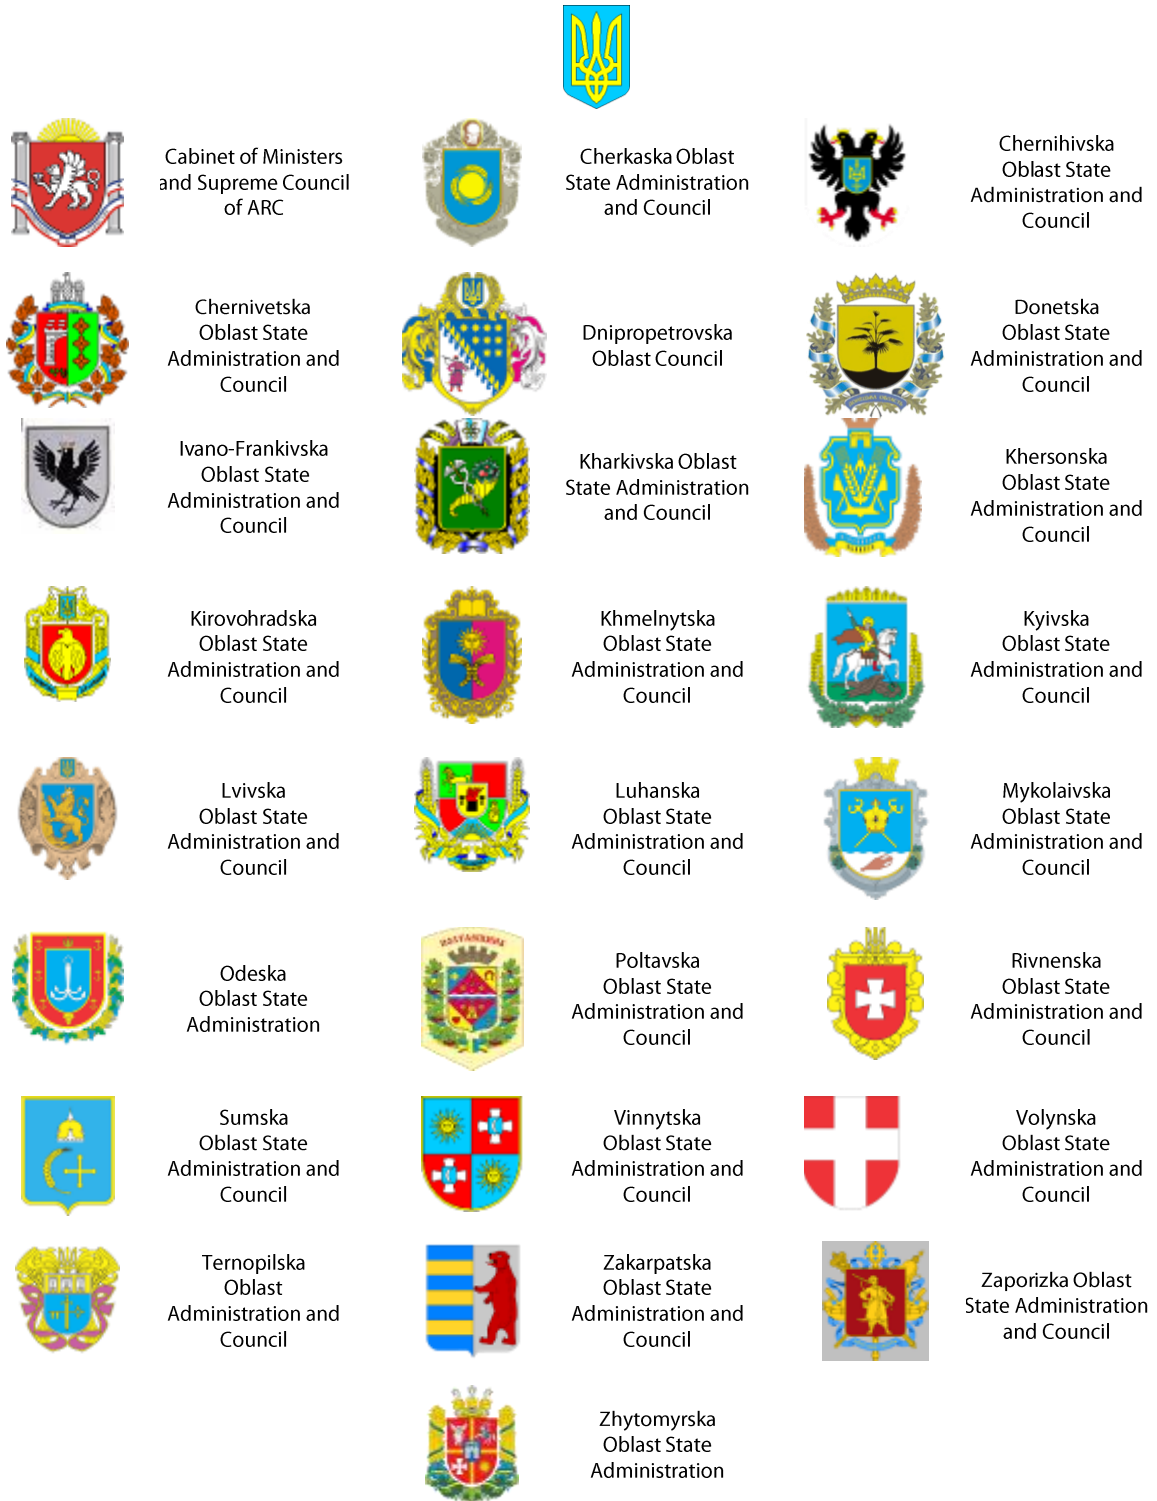 Cabinet of Ministers
and Supreme Council
of ARC
Cherkaska Oblast
State Administration
and Council
Chernihivska
Oblast State
Administration and
Council
Chernivetska
Oblast State
Administration and
Council
Dnipropetrovska
Oblast Council
Donetska
Oblast State
Administration and
Council
Ivano-Frankivska
Oblast State
Administration and
Council
Kharkivska Oblast
State Administration
and Council
Khersonska
Oblast State
Administration and
Council
Kirovohradska
Oblast State
Administration and
Council
Khmelnytska
Oblast State
Administration and
Council
Kyivska
Oblast State
Administration and
Council
Lvivska
Oblast State
Administration and
Council
Luhanska
Oblast State
Administration and
Council
Mykolaivska
Oblast State
Administration and
Council
Odeska
Oblast State
Administration
Poltavska
Oblast State
Administration and
Council
Rivnenska
Oblast State
Administration and
Council
Sumska
Oblast State
Administration and
Council
Vinnytska
Oblast State
Administration and
Council
Volynska
Oblast State
Administration and
Council
Ternopilska
Oblast
Administration and
Council
Zakarpatska
Oblast State
Administration and
Council
Zaporizka Oblast
State Administration
and Council
Zhytomyrska
Oblast State
Administration